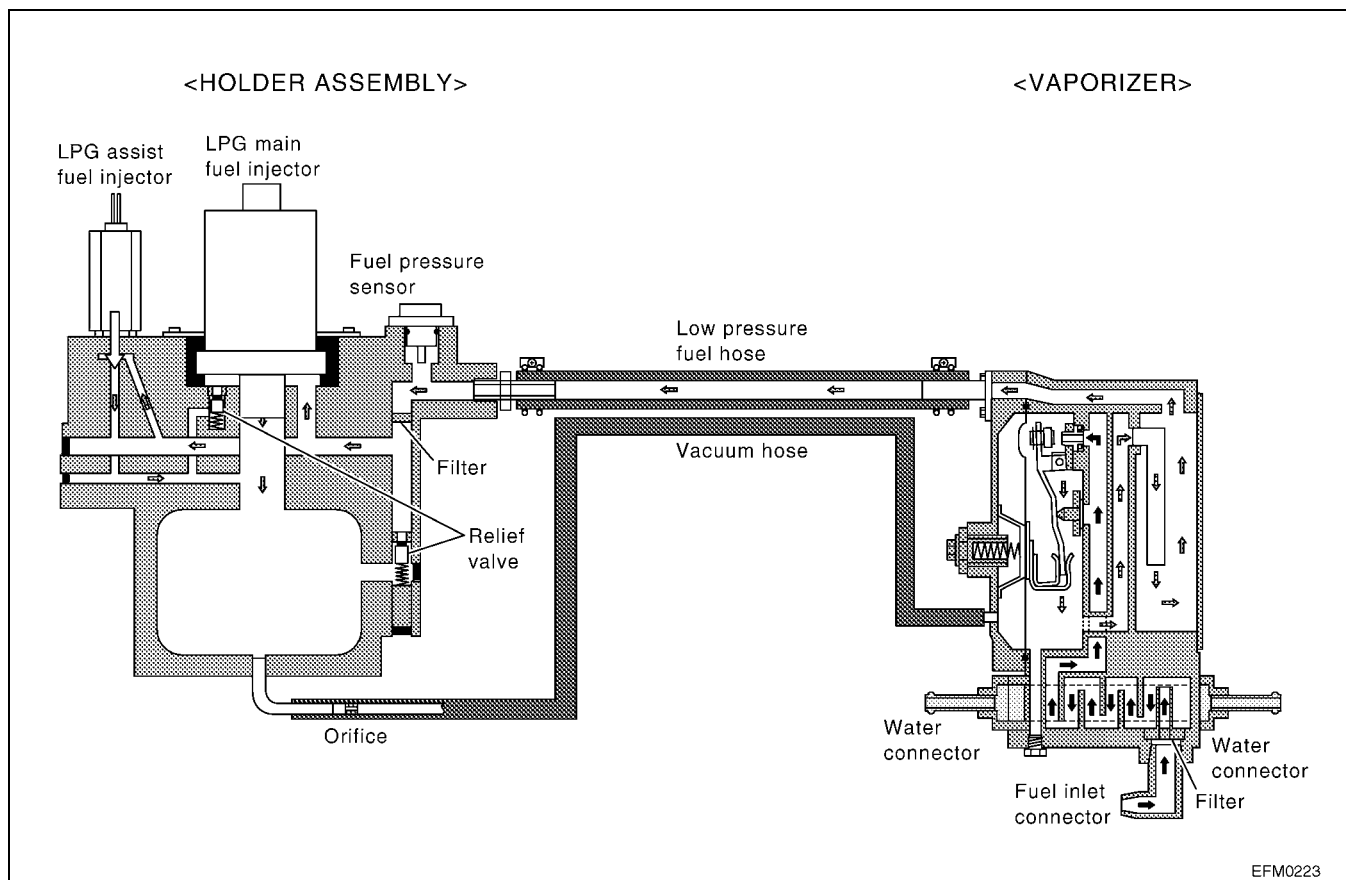 <HOLDER ASSEMBLY>
<VAPORIZER>
LPG assist
fuel injector
LPG main
fuel injector
Fuel pressure
sensor
Low pressure
fuel hose
Vacuum hose
Filter
Relief
valve
Orifice
Water
connector
Water
connector
Fuel inlet
connector
Filter
EFM0223